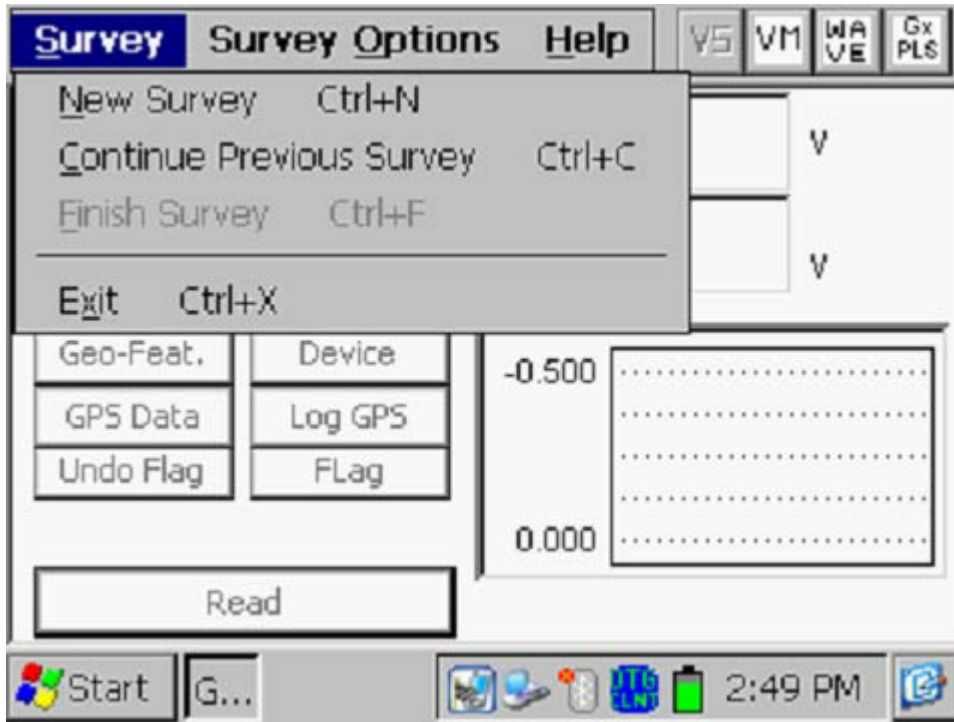 Survey Survey Options Help VS VM WA VE Gx PLS
New Survey Ctrl+N
Continue Previous Survey Ctrl+C
Finish Survey Ctrl+F
Exit Ctrl+X
V
V
Geo-Feat. Device
GPS Data Log GPS
Undo Flag FLag
Read
-0.500
0.000
Start G... UTG CLNT 2:49 PM